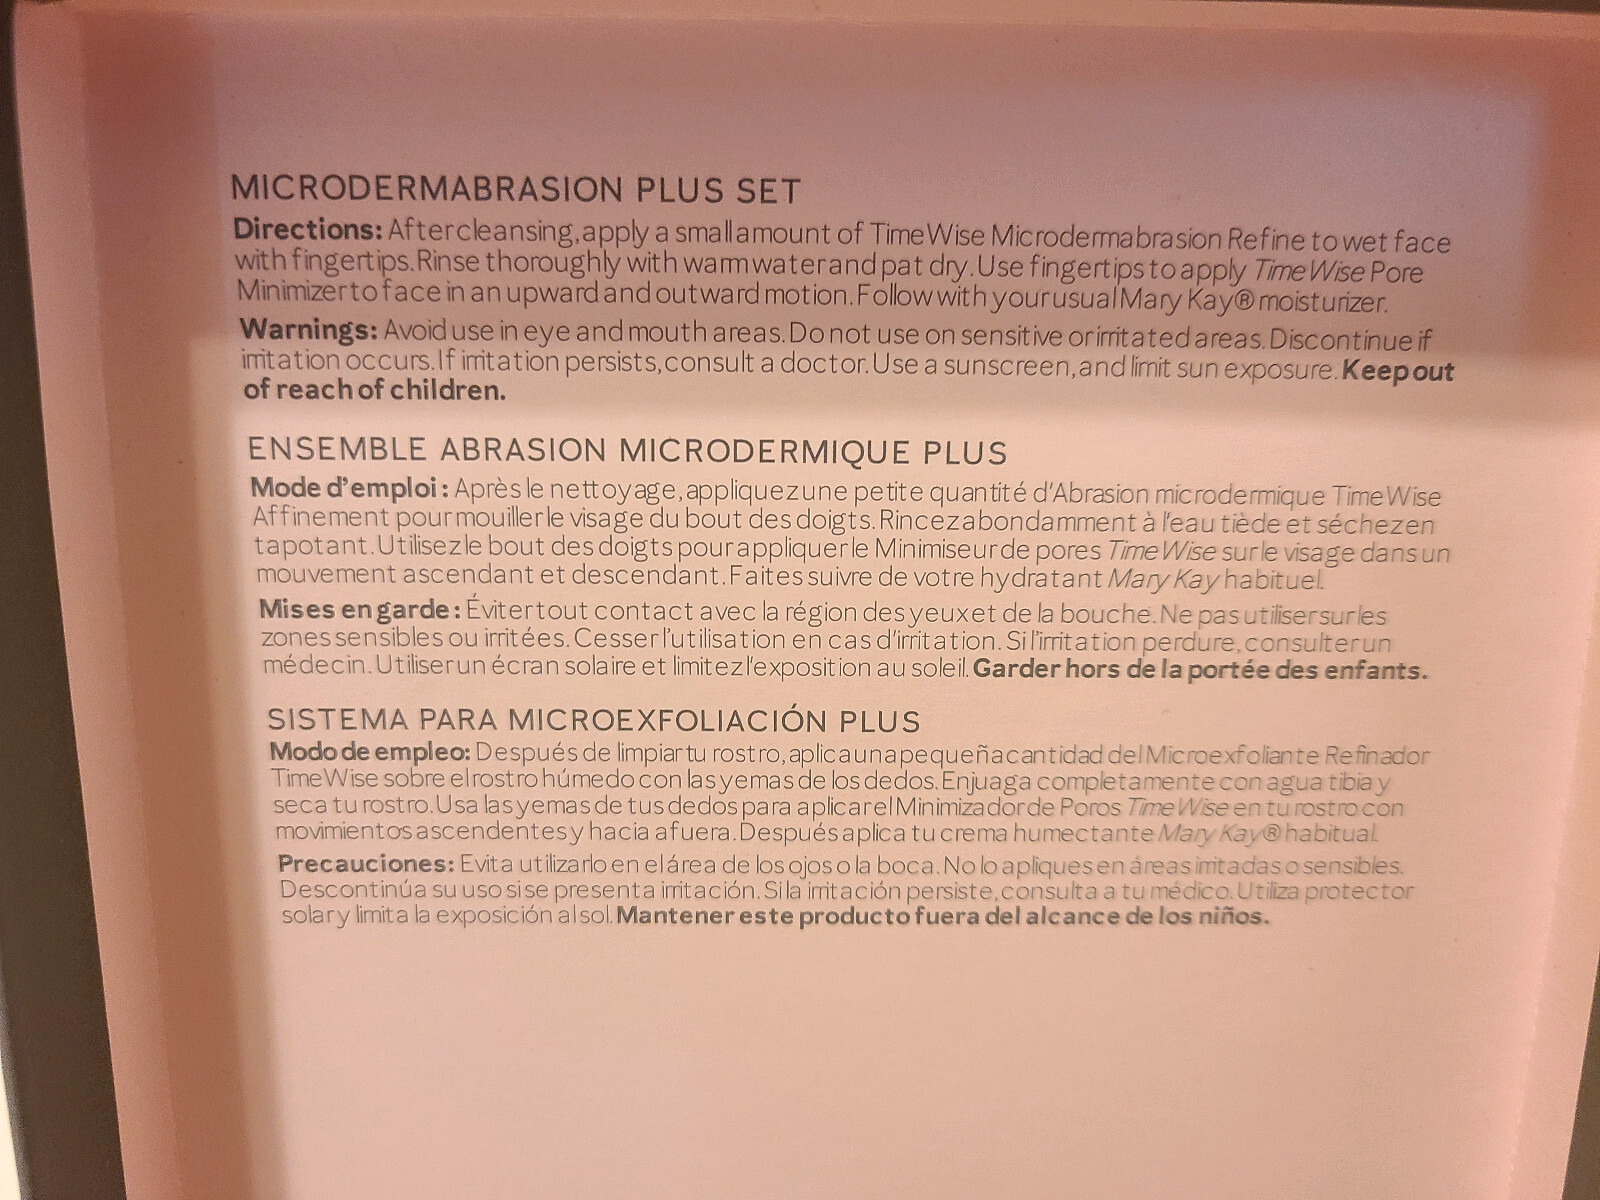 MICRODERMABRASION PLUS SET
Directions: After cleansing, apply a small amount of TimeWise Microdermabrasion Refine to wet face
with fingertips. Rinse thoroughly with warm water and pat dry. Use fingertips to apply TimeWise Pore
Minimizer to face in an upward and outward motion. Follow with your usual Mary Kay® moisturizer.
Warnings: Avoid use in eye and mouth areas. Do not use on sensitive or irritated areas. Discontinue if
irritation occurs. If irritation persists, consult a doctor. Use a sunscreen, and limit sun exposure. Keep out
of reach of children.
ENSEMBLE ABRASION MICRODERMIQUE PLUS
Mode d'emploi : Après le nettoyage, appliquez une petite quantité d'Abrasion microdermique TimeWise
Affinement pour mouiller le visage du bout des doigts. Rincez abondamment à l'eau tiède et séchez en
tapotant. Utilisez le bout des doigts pour appliquer le Minimiseur de pores TimeWise sur le visage dans un
mouvement ascendant et descendant. Faites suivre de votre hydratant Mary Kay habituel.
Mises en garde : Éviter tout contact avec la région des yeux et de la bouche. Ne pas utiliser sur les
zones sensibles ou irritées. Cesser l'utilisation en cas d'irritation. Si l'irritation perdure, consulter un
médecin. Utiliser un écran solaire et limitez l'exposition au soleil. Garder hors de la portée des enfants.
SISTEMA PARA MICROEXFOLIACIÓN PLUS
Modo de empleo: Después de limpiar tu rostro, aplica una pequeña cantidad del Microexfoliante Refinador
TimeWise sobre el rostro húmedo con las yemas de los dedos. Enjuaga completamente con agua tibia y
seca tu rostro. Usa las yemas de tus dedos para aplicar el Minimizador de Poros TimeWise en tu rostro con
movimientos ascendentes y hacia afuera. Después aplica tu crema humectante Mary Kay® habitual.
Precauciones: Evita utilizarlo en el área de los ojos o la boca. No lo apliques en áreas irritadas o sensibles.
Descontinúa su uso si se presenta irritación. Si la irritación persiste, consulta a tu médico. Utiliza protector
solar y limita la exposición al sol. Mantener este producto fuera del alcance de los niños.